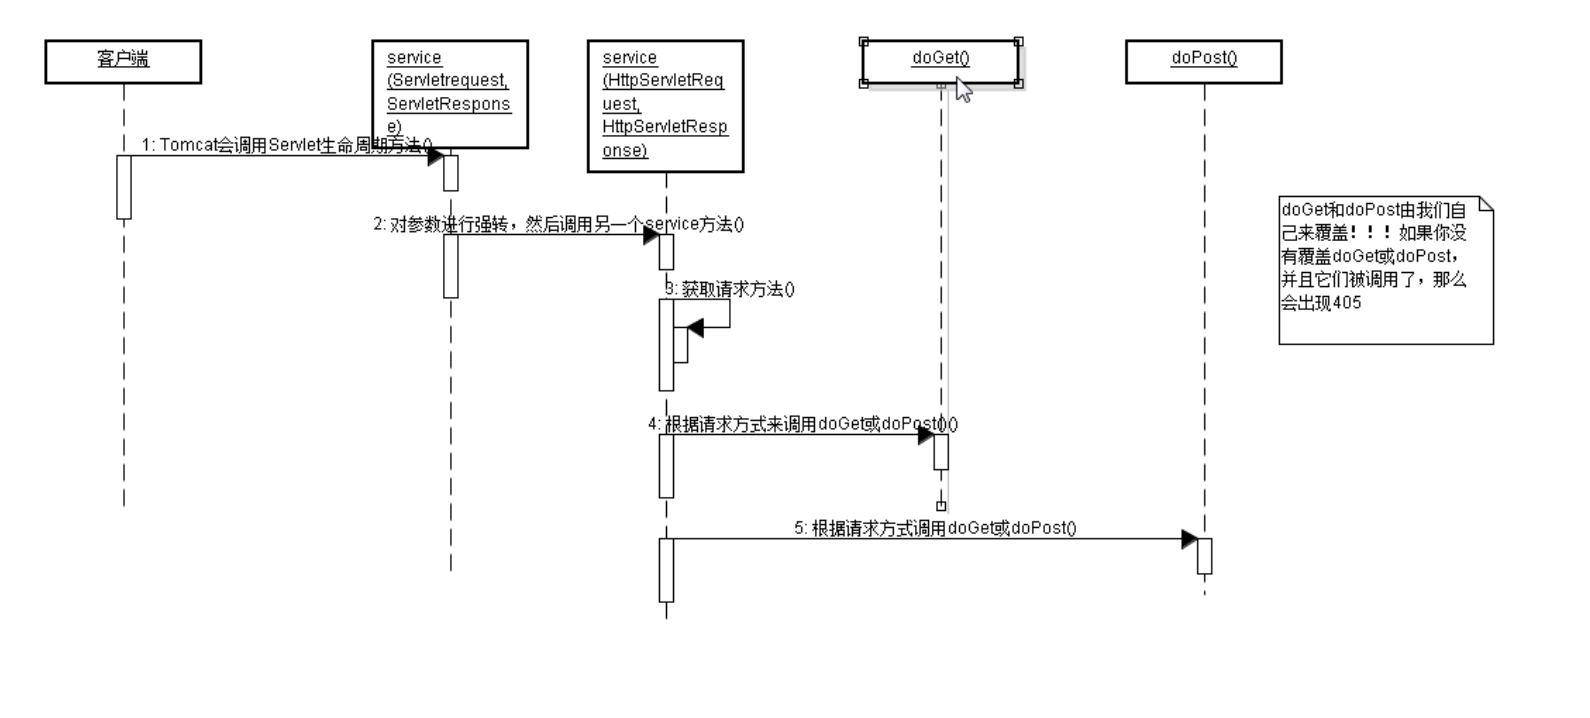 客户端
service
(Servletrequest,
ServletRespons
e)
service
(HttpServletReq
uest,
HttpServletResp
onse)
doGet()
doPost()
1: Tomcat会调用Servlet生命周期方法()
2: 对参数进行强转，然后调用另一个service方法()
3: 获取请求方法()
4: 根据请求方式来调用doGet或doPost()()
5: 根据请求方式调用doGet或doPost()
doGet和doPost由我们自
己来覆盖！！！如果你没
有覆盖doGet或doPost，
并且它们被调用了，那么
会出现405